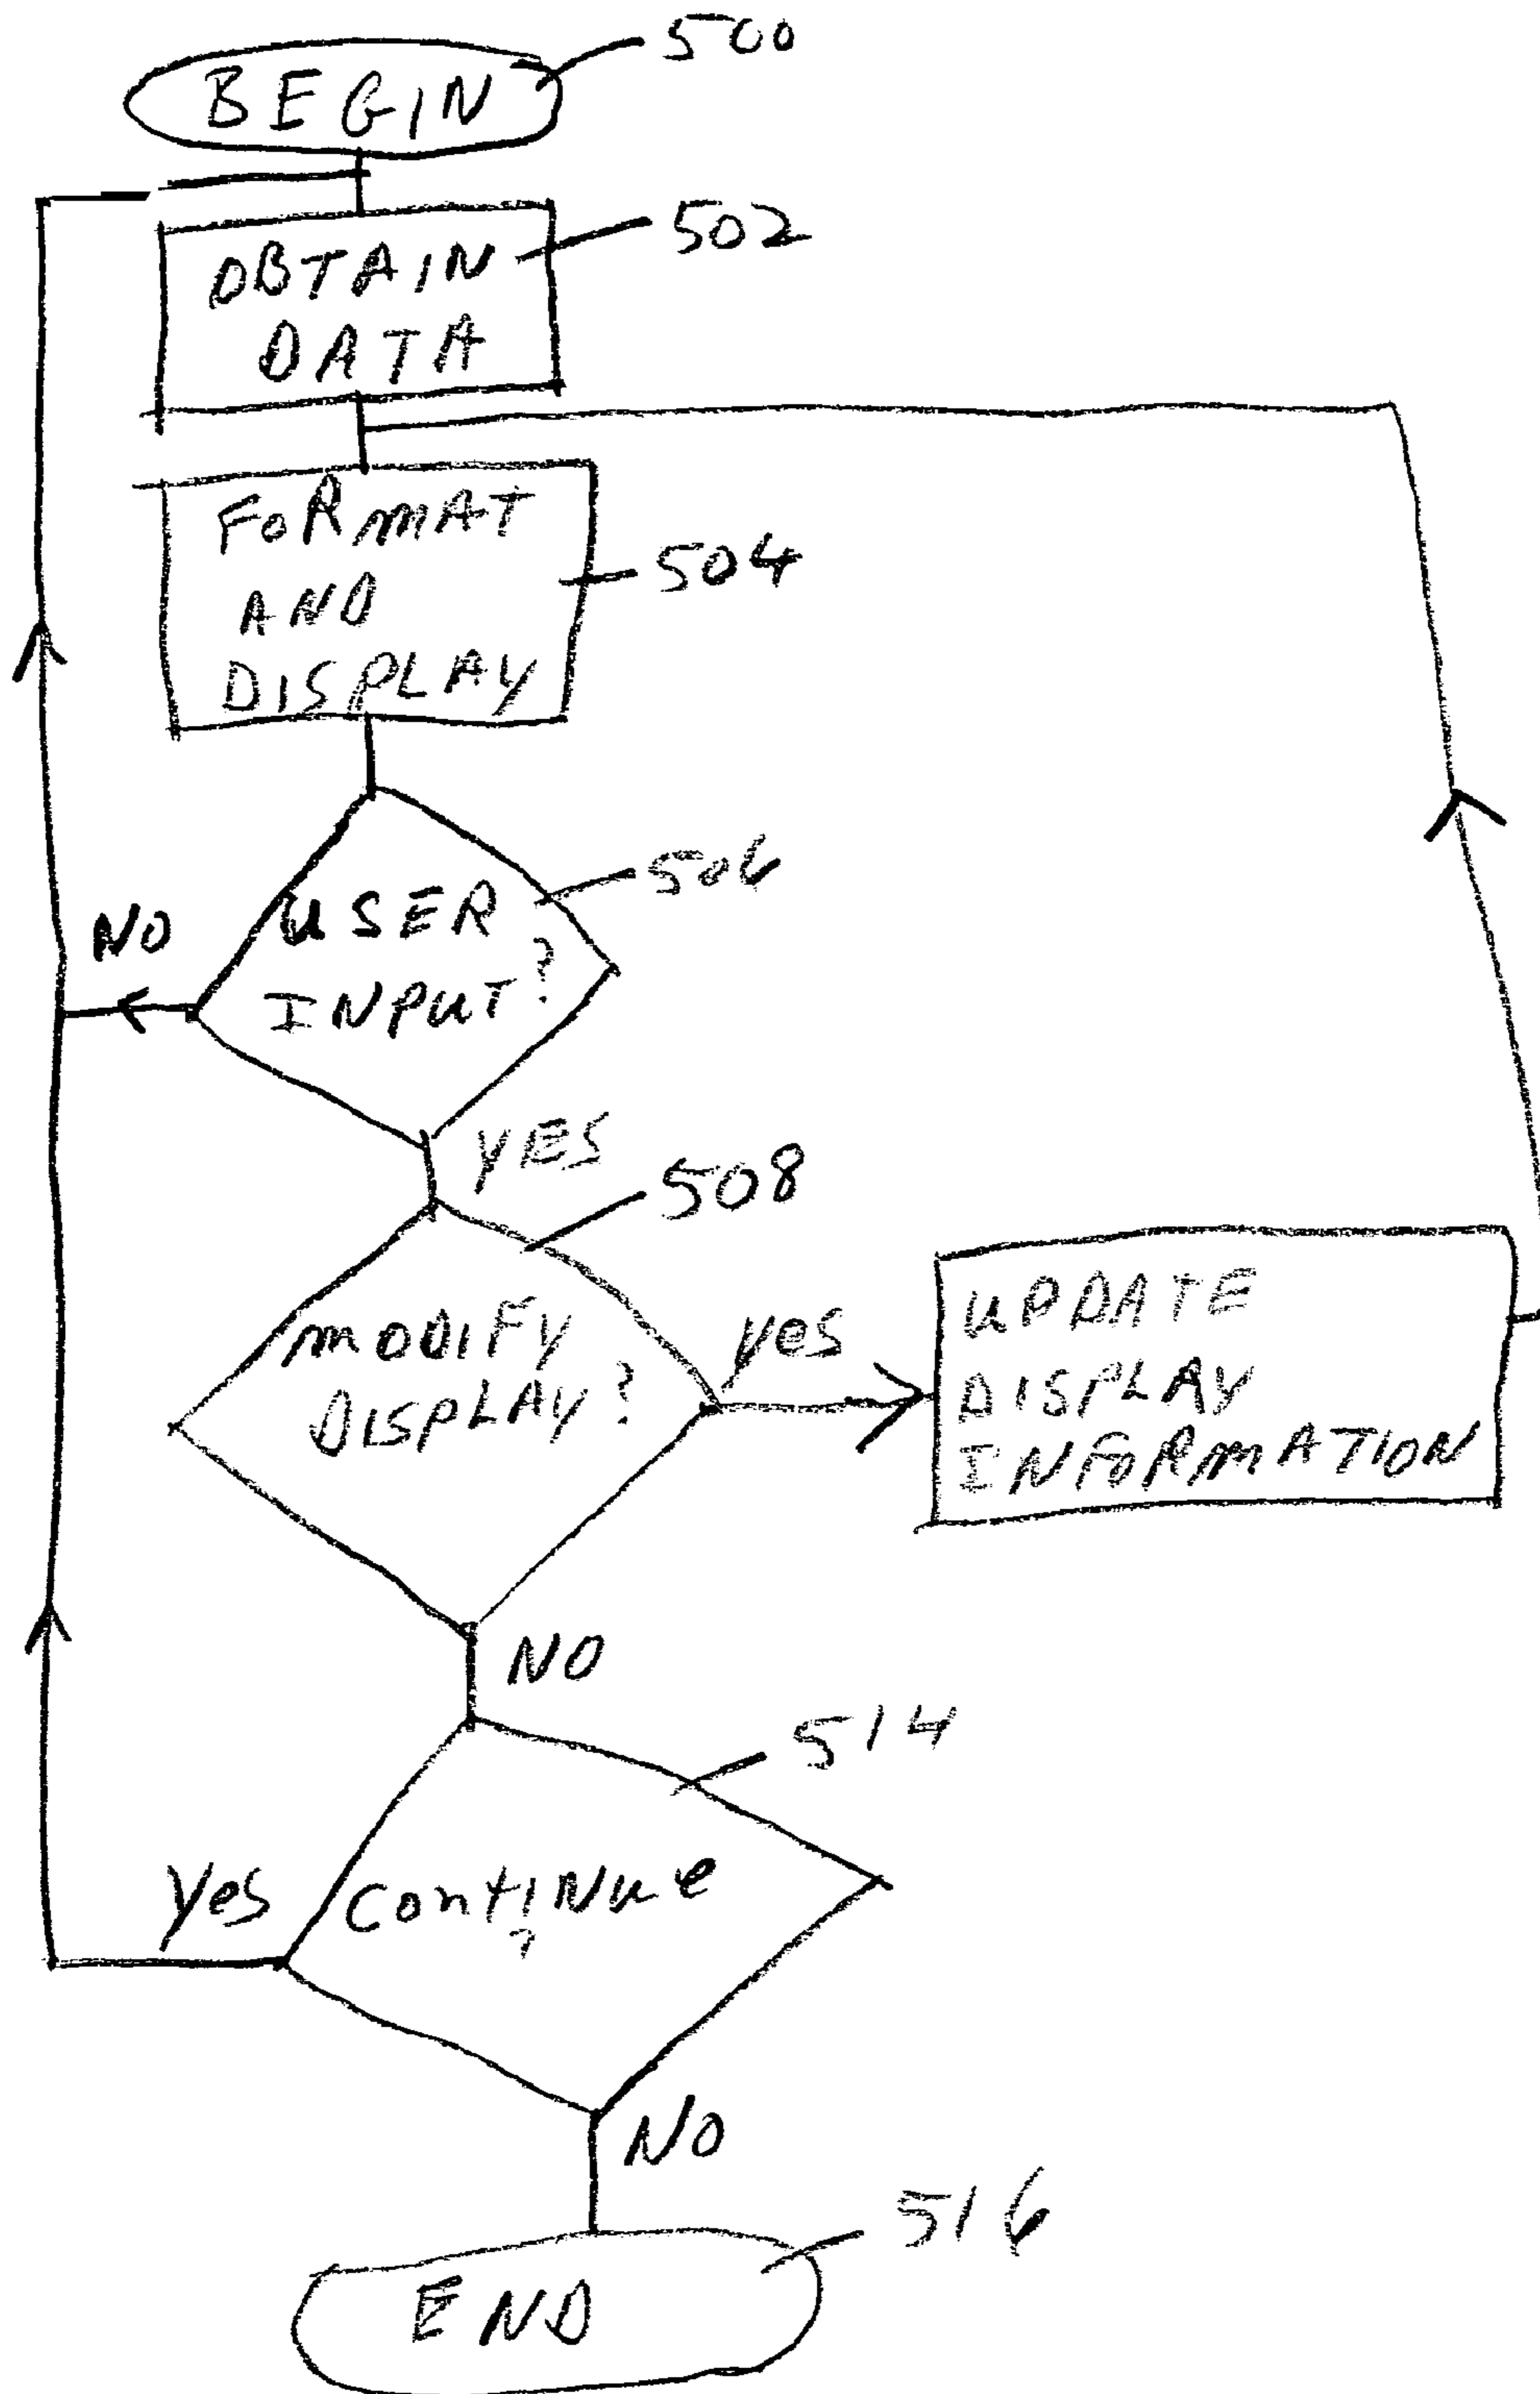 BEGIN
500
OBTAIN
DATA
502
FORMAT
AND
DISPLAY
504
USER
INPUT?
506
NO
YES
508
MODIFY
DISPLAY?
yes
UPDATE
DISPLAY
INFORMATION
NO
514
Continue
?
yes
NO
516
END